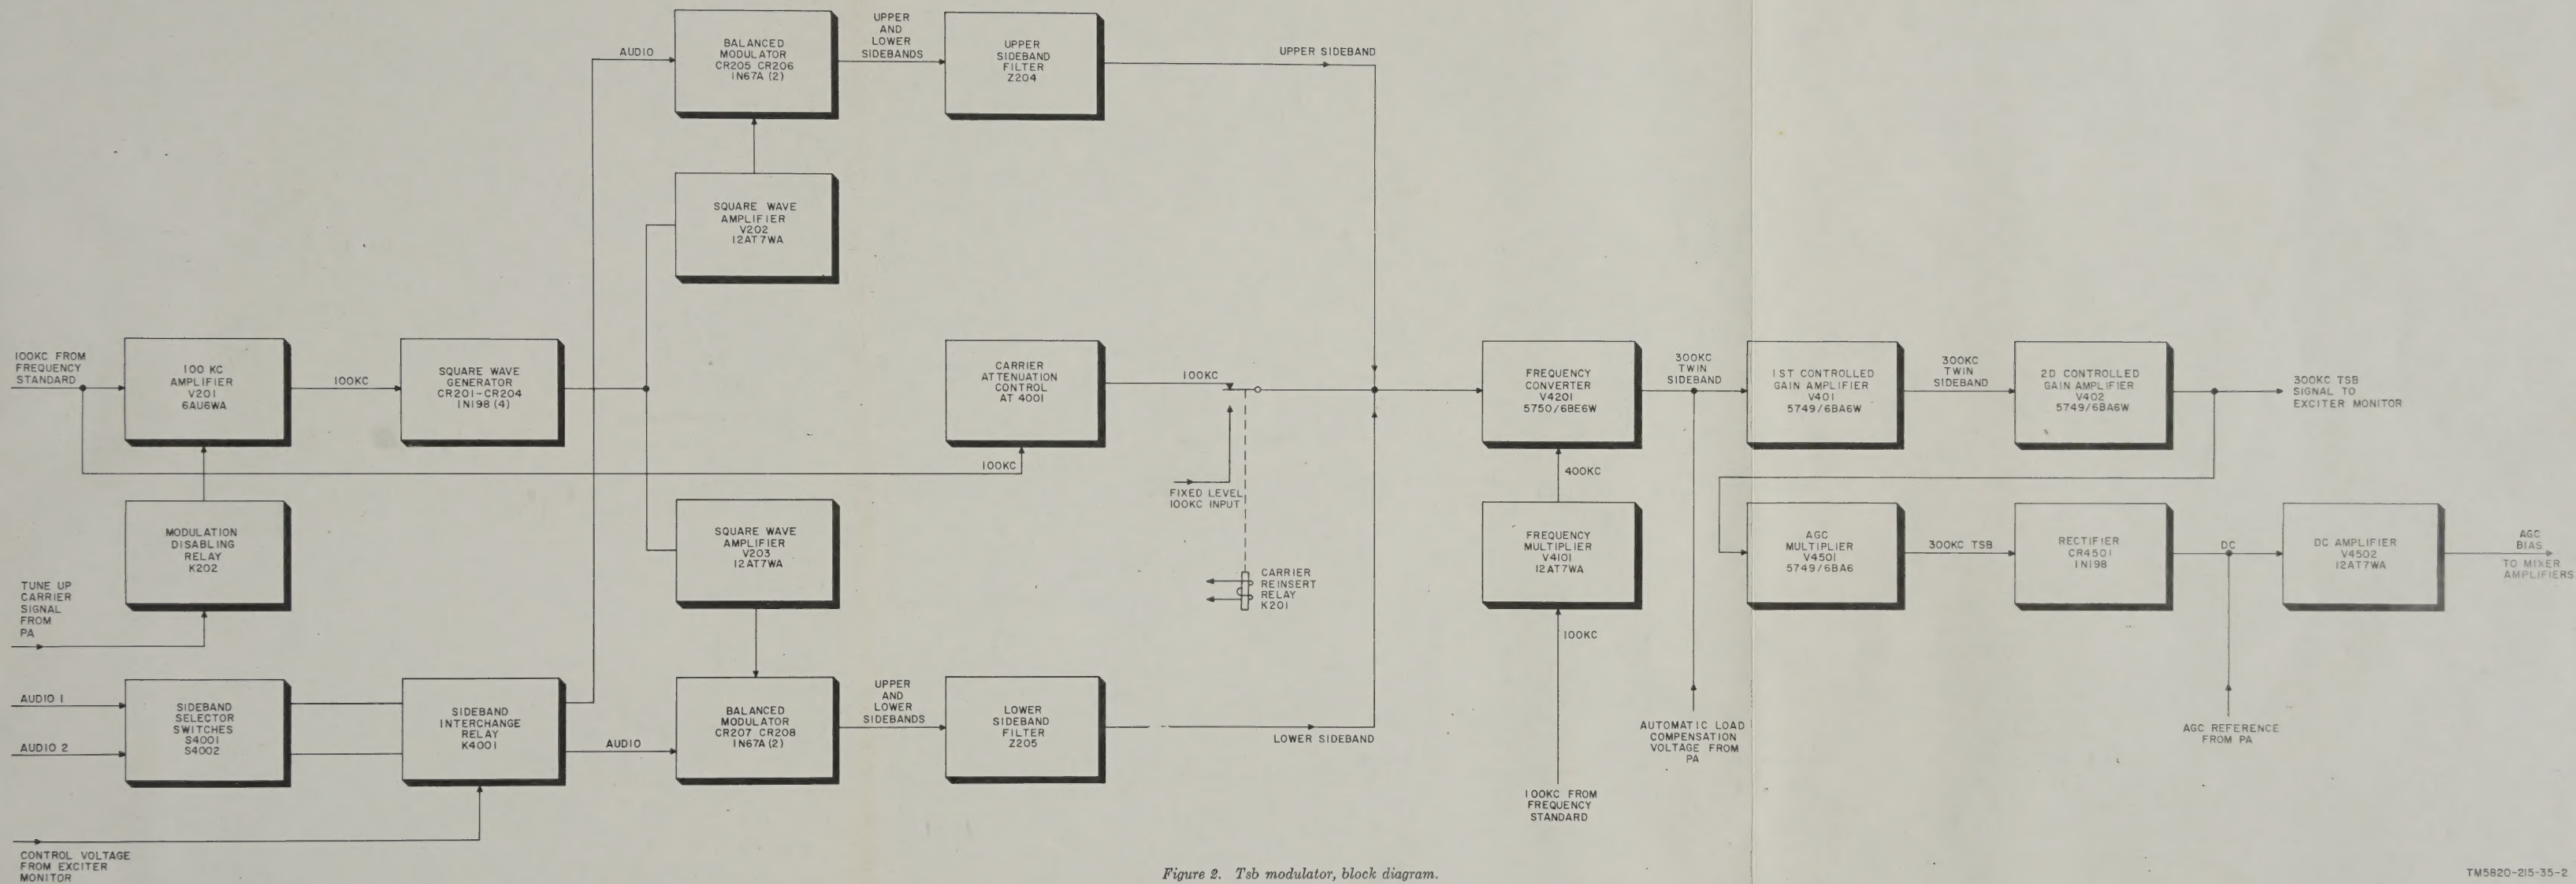 AUDIO
BALANCED
MODULATOR
CR205 CR206
IN67A (2)
UPPER
AND
LOWER
SIDEBANDS
UPPER
SIDEBAND
FILTER
Z204
UPPER SIDEBAND
SQUARE WAVE
AMPLIFIER
V202
12AT7WA
100KC FROM
FREQUENCY
STANDARD
100 KC
AMPLIFIER
V201
6AU6WA
100KC
SQUARE WAVE
GENERATOR
CR201-CR204
IN198 (4)
CARRIER
ATTENUATION
CONTROL
AT 4001
100KC
100KC
FIXED LEVEL
100KC INPUT
FREQUENCY
CONVERTER
V4201
5750/6BE6W
300KC
TWIN
SIDEBAND
1ST CONTROLLED
GAIN AMPLIFIER
V401
5749/6BA6W
300KC
TWIN
SIDEBAND
2D CONTROLLED
GAIN AMPLIFIER
V402
5749/6BA6W
300KC TSB
SIGNAL TO
EXCITER MONITOR
400KC
MODULATION
DISABLING
RELAY
K202
SQUARE WAVE
AMPLIFIER
V203
12AT7WA
CARRIER
REINSERT
RELAY
K201
FREQUENCY
MULTIPLIER
V4101
12AT7WA
AGC
MULTIPLIER
V4501
5749/6BA6
300KC TSB
RECTIFIER
CR4501
IN198
DC
DC AMPLIFIER
V4502
12AT7WA
AGC
BIAS
TO MIXER
AMPLIFIERS
TUNE UP
CARRIER
SIGNAL
FROM
PA
100KC
AUDIO 1
AUDIO 2
SIDEBAND
SELECTOR
SWITCHES
S4001
S4002
SIDEBAND
INTERCHANGE
RELAY
K4001
AUDIO
BALANCED
MODULATOR
CR207 CR208
IN67A (2)
UPPER
AND
LOWER
SIDEBANDS
LOWER
SIDEBAND
FILTER
Z205
LOWER SIDEBAND
AUTOMATIC LOAD
COMPENSATION
VOLTAGE FROM
PA
AGC REFERENCE
FROM PA
100KC FROM
FREQUENCY
STANDARD
CONTROL VOLTAGE
FROM EXCITER
MONITOR
Figure 2. Tsb modulator, block diagram.
TM5820-215-35-2